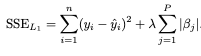 SSE_{L_1} = \sum_{i=1}^{n} (y_i - \hat{y}_i)^2 + \lambda \sum_{j=1}^{P} |\beta_j|.